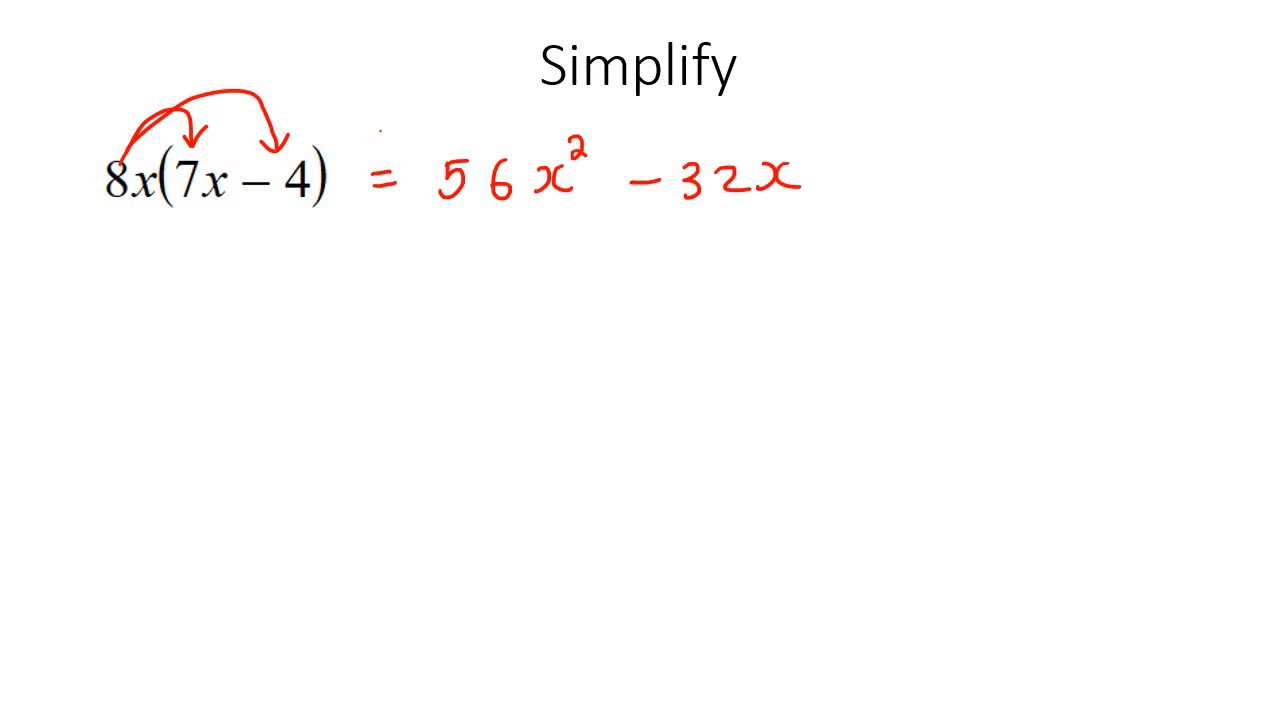 Simplify
8x(7x − 4) = 56x² − 32x